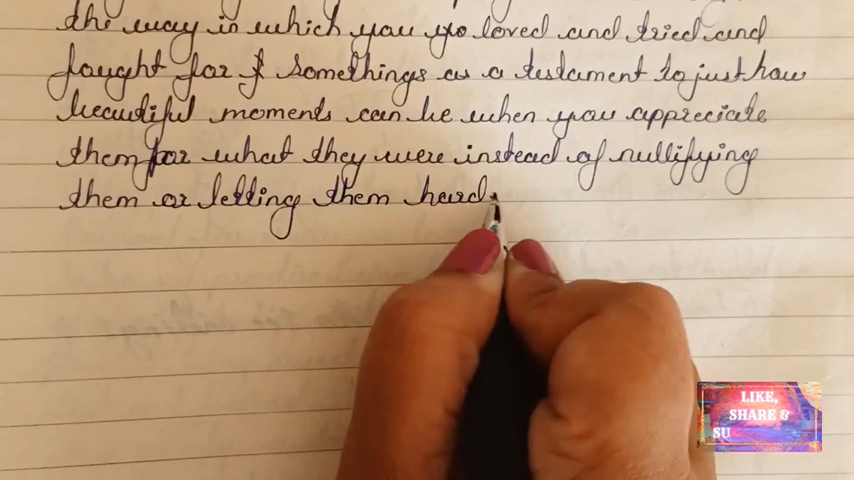 the way in which you yo loved and tried and
fought for somethings as a testament to just how
beautiful moments can be when you appreciate
them for what they were instead of nullifying
them or letting them hard
LIKE,
SHARE &
SU